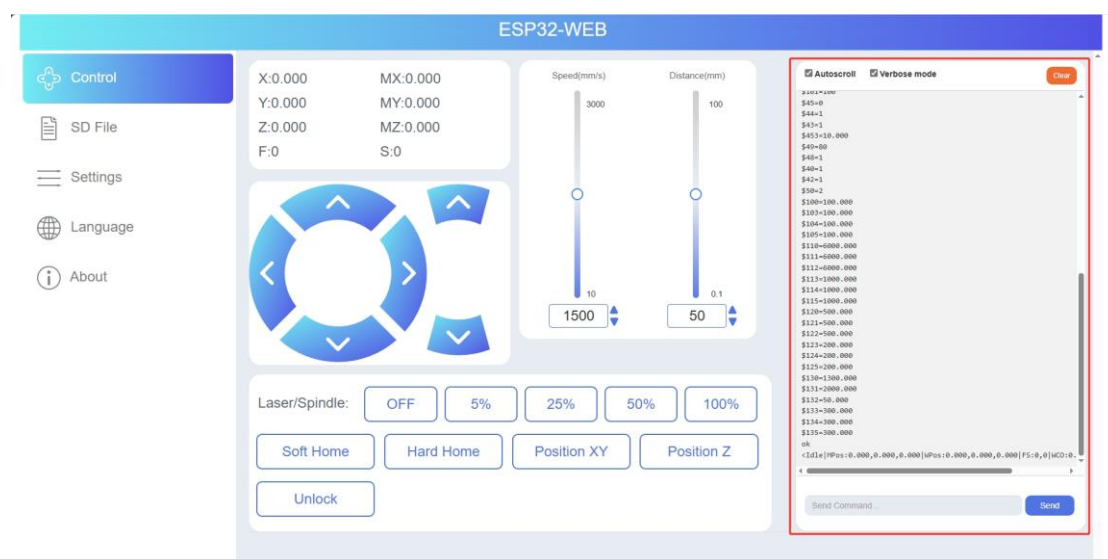 ESP32-WEB
Control
SD File
Settings
Language
About
X:0.000 MX:0.000
Y:0.000 MY:0.000
Z:0.000 MZ:0.000
F:0 S:0
Speed(mm/s) Distance(mm)
3000 100
10 0.1
1500 50
Laser/Spindle: OFF 5% 25% 50% 100%
Soft Home Hard Home Position XY Position Z
Unlock
Autoscroll Verbose mode Clear
$101=100
$45=0
$44=1
$43=1
$453=10.000
$49=80
$48=1
$40=1
$42=1
$50=2
$100=100.000
$103=100.000
$104=100.000
$105=100.000
$110=6000.000
$111=6000.000
$112=6000.000
$113=1000.000
$114=1000.000
$115=1000.000
$120=500.000
$121=500.000
$122=500.000
$123=200.000
$124=200.000
$125=200.000
$130=1300.000
$131=2000.000
$132=50.000
$133=300.000
$134=300.000
$135=300.000
ok
<Idle|MPos:0.000,0.000,0.000|WPos:0.000,0.000,0.000|FS:0,0|WCO:0.
Send Command... Send